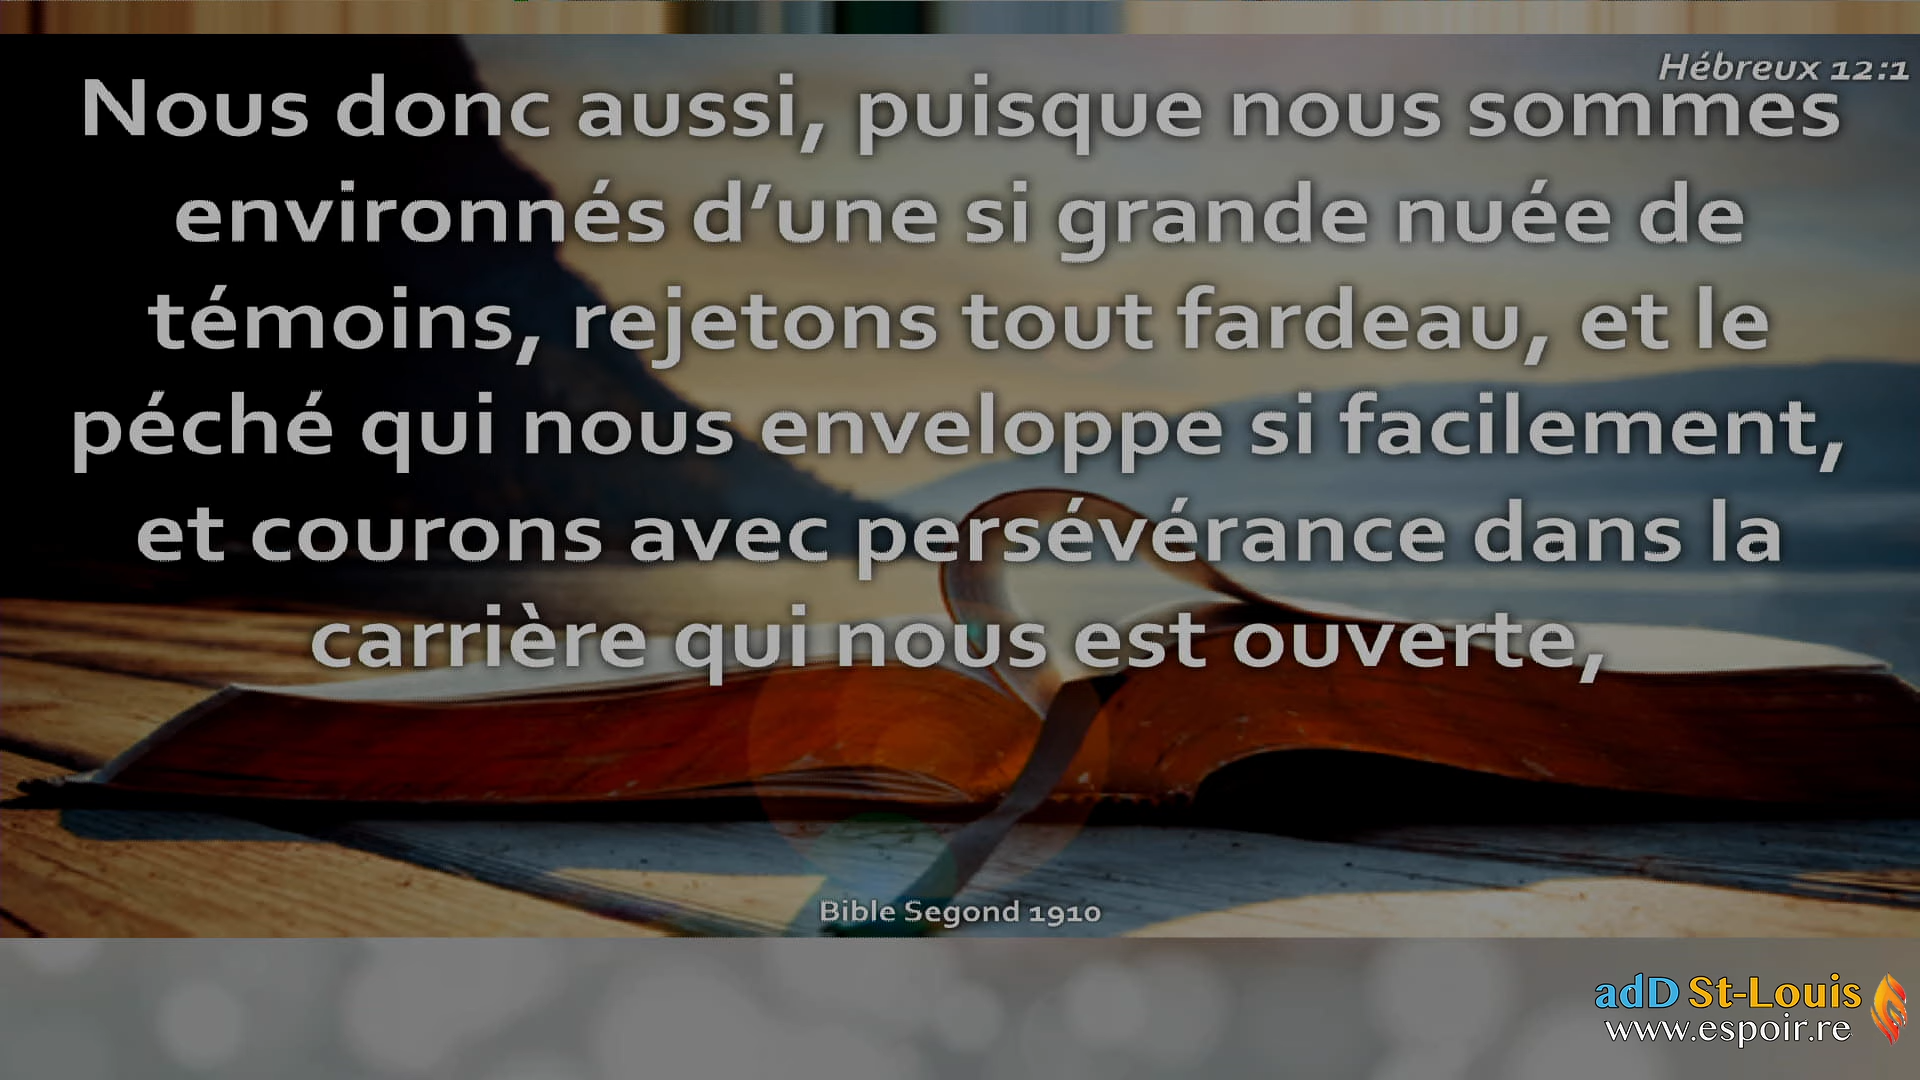 Hébreux 12:1
Nous donc aussi, puisque nous sommes
environnés d’une si grande nuée de
témoins, rejetons tout fardeau, et le
péché qui nous enveloppe si facilement,
et courons avec persévérance dans la
carrière qui nous est ouverte,
Bible Segond 1910
adD St-Louis
www.espoir.re